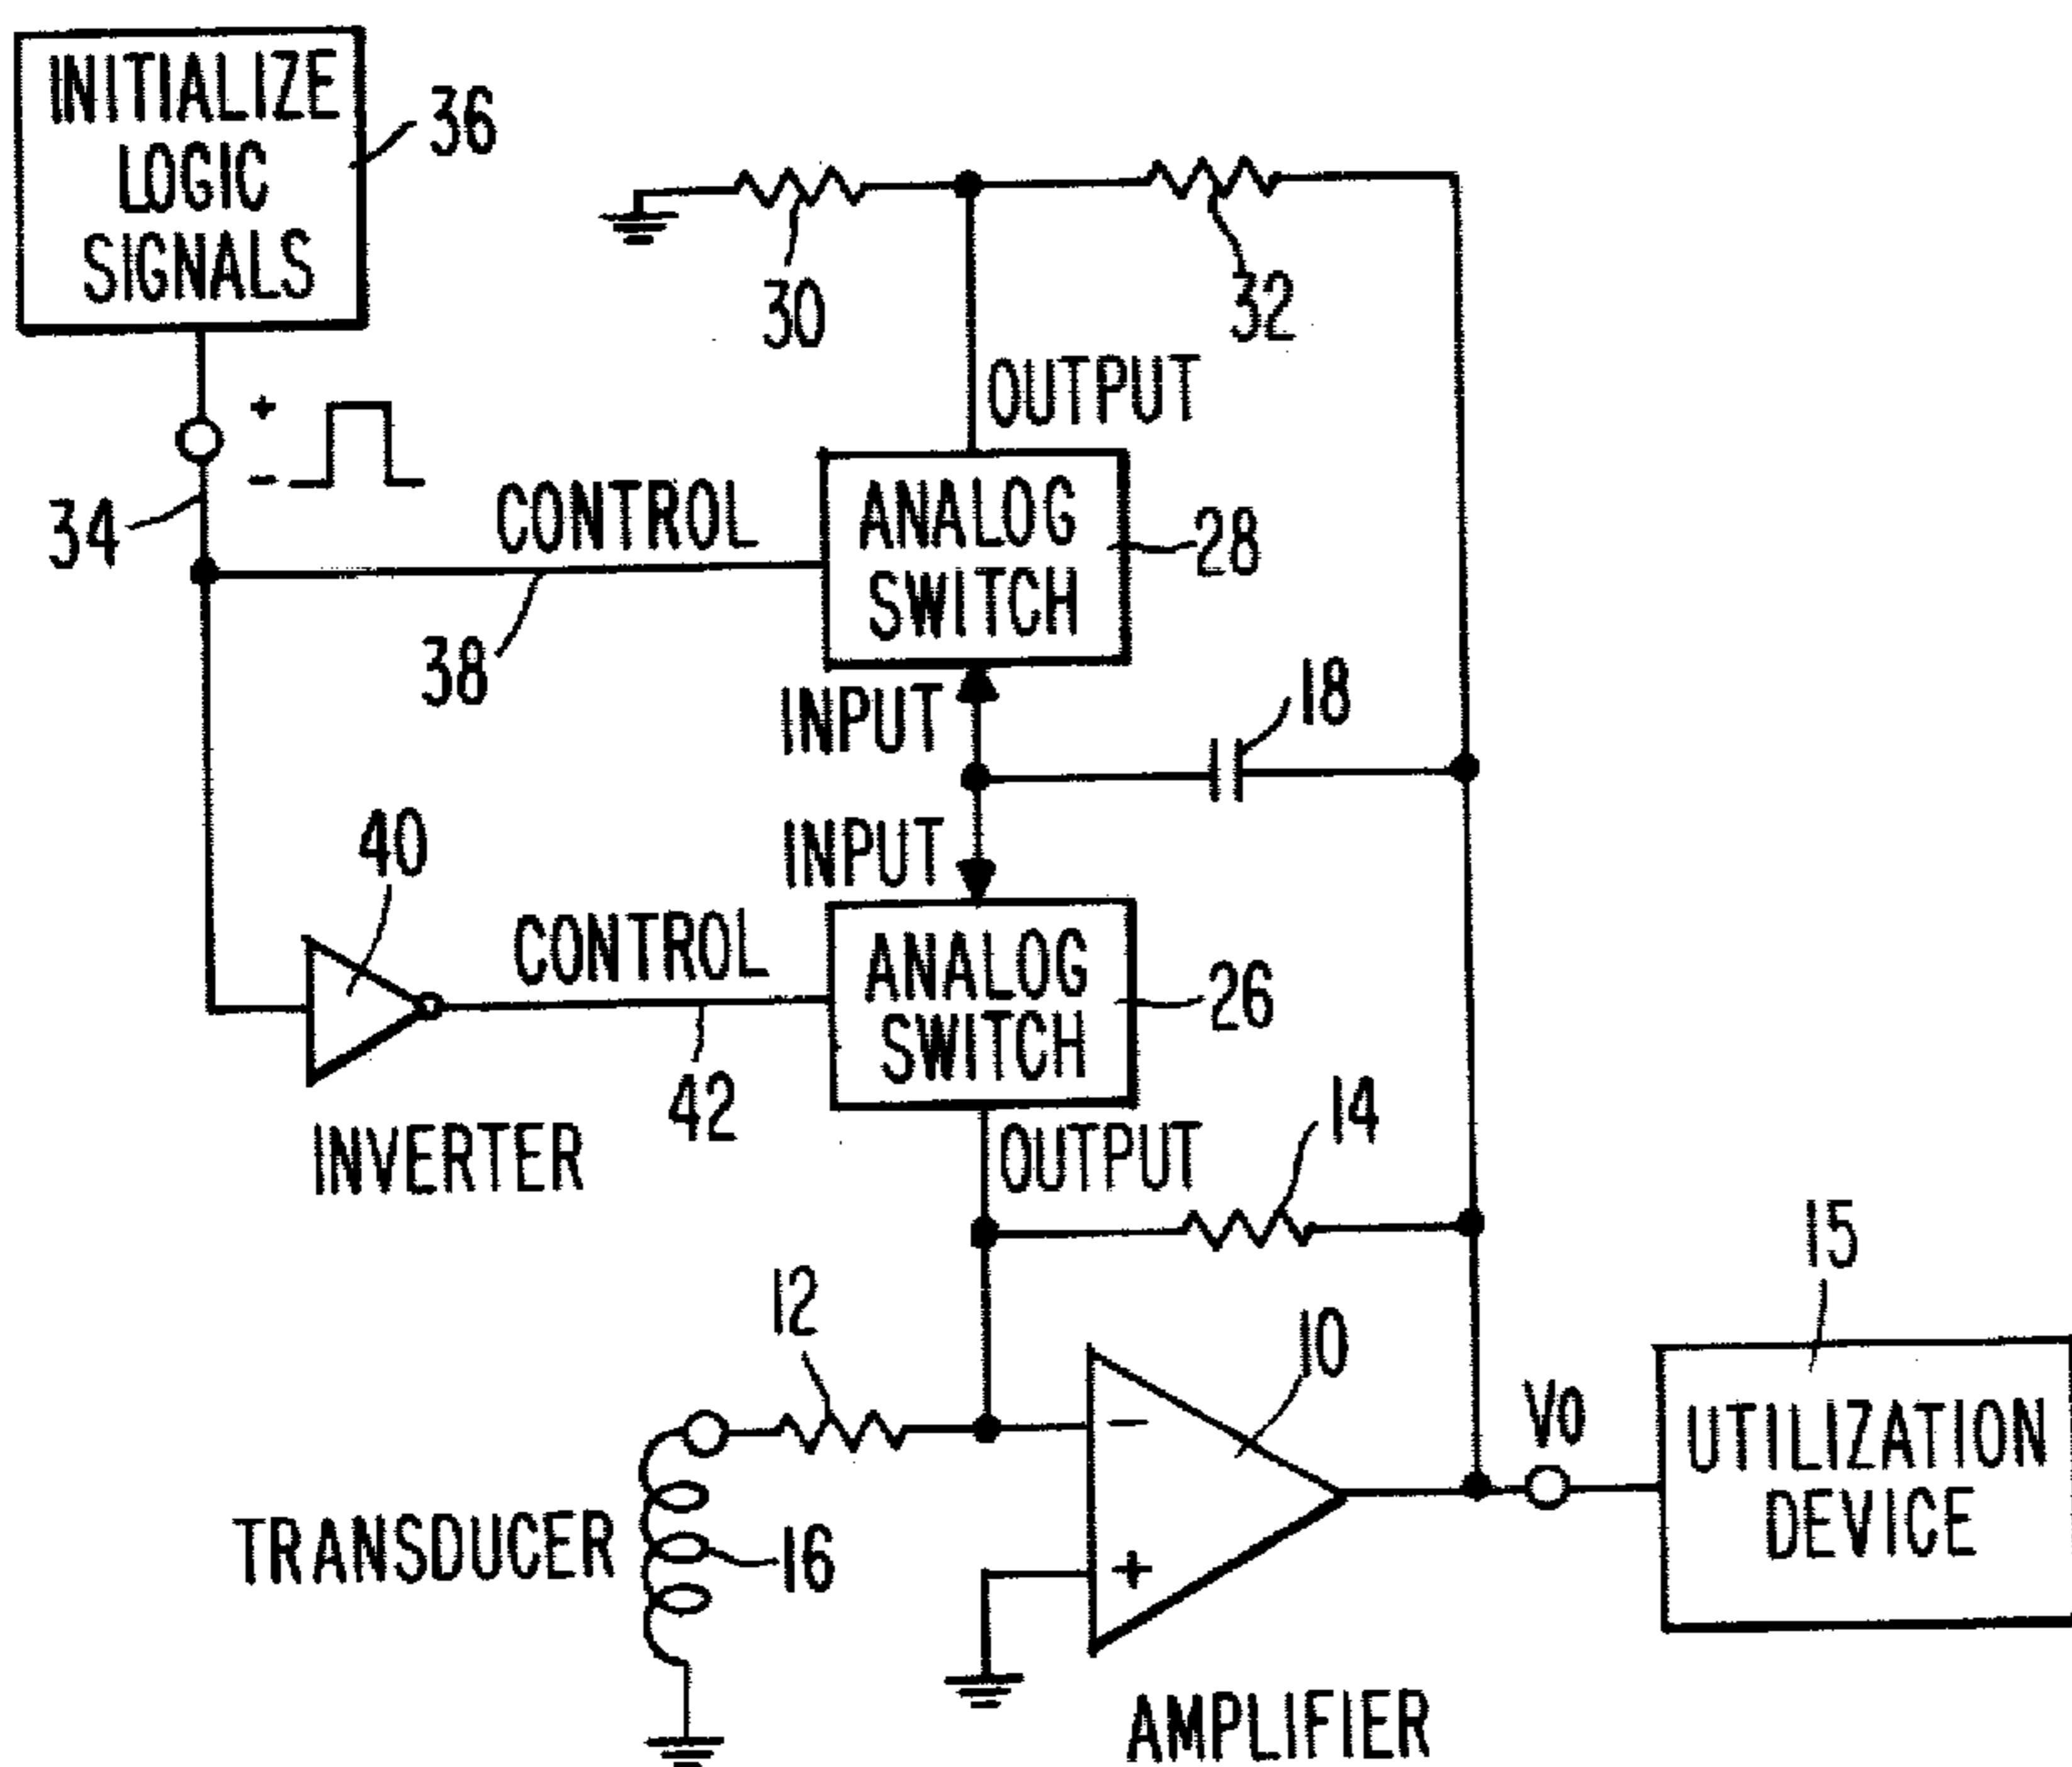 INITIALIZE
LOGIC
SIGNALS
36
30
32
OUTPUT
+
-
34
CONTROL
38
ANALOG
SWITCH
28
INPUT
18
INPUT
40
CONTROL
42
ANALOG
SWITCH
26
INVERTER
OUTPUT
14
12
10
15
Vo
UTILIZATION
DEVICE
TRANSDUCER
16
−
+
AMPLIFIER